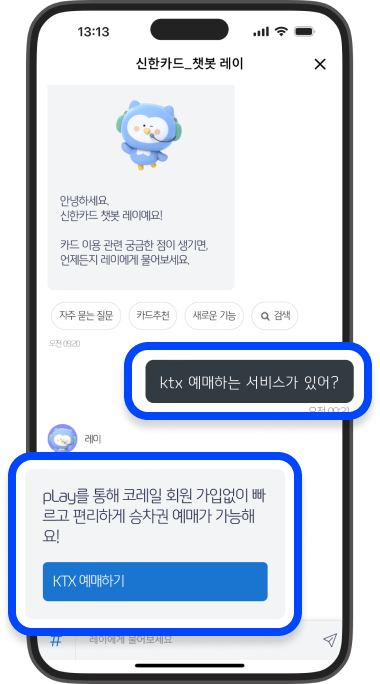 13:13
신한카드_챗봇 레이
안녕하세요.
신한카드 챗봇 레이예요!
카드 이용 관련 궁금한 점이 생기면,
언제든지 레이에게 물어보세요.
자주 묻는 질문 카드추천 새로운 기능 검색
오전 09:20
ktx 예매하는 서비스가 있어?
레이
pLay를 통해 코레일 회원 가입없이 빠
르고 편리하게 승차권 예매가 가능해
요!
KTX 예매하기
# 레이에게 물어보세요